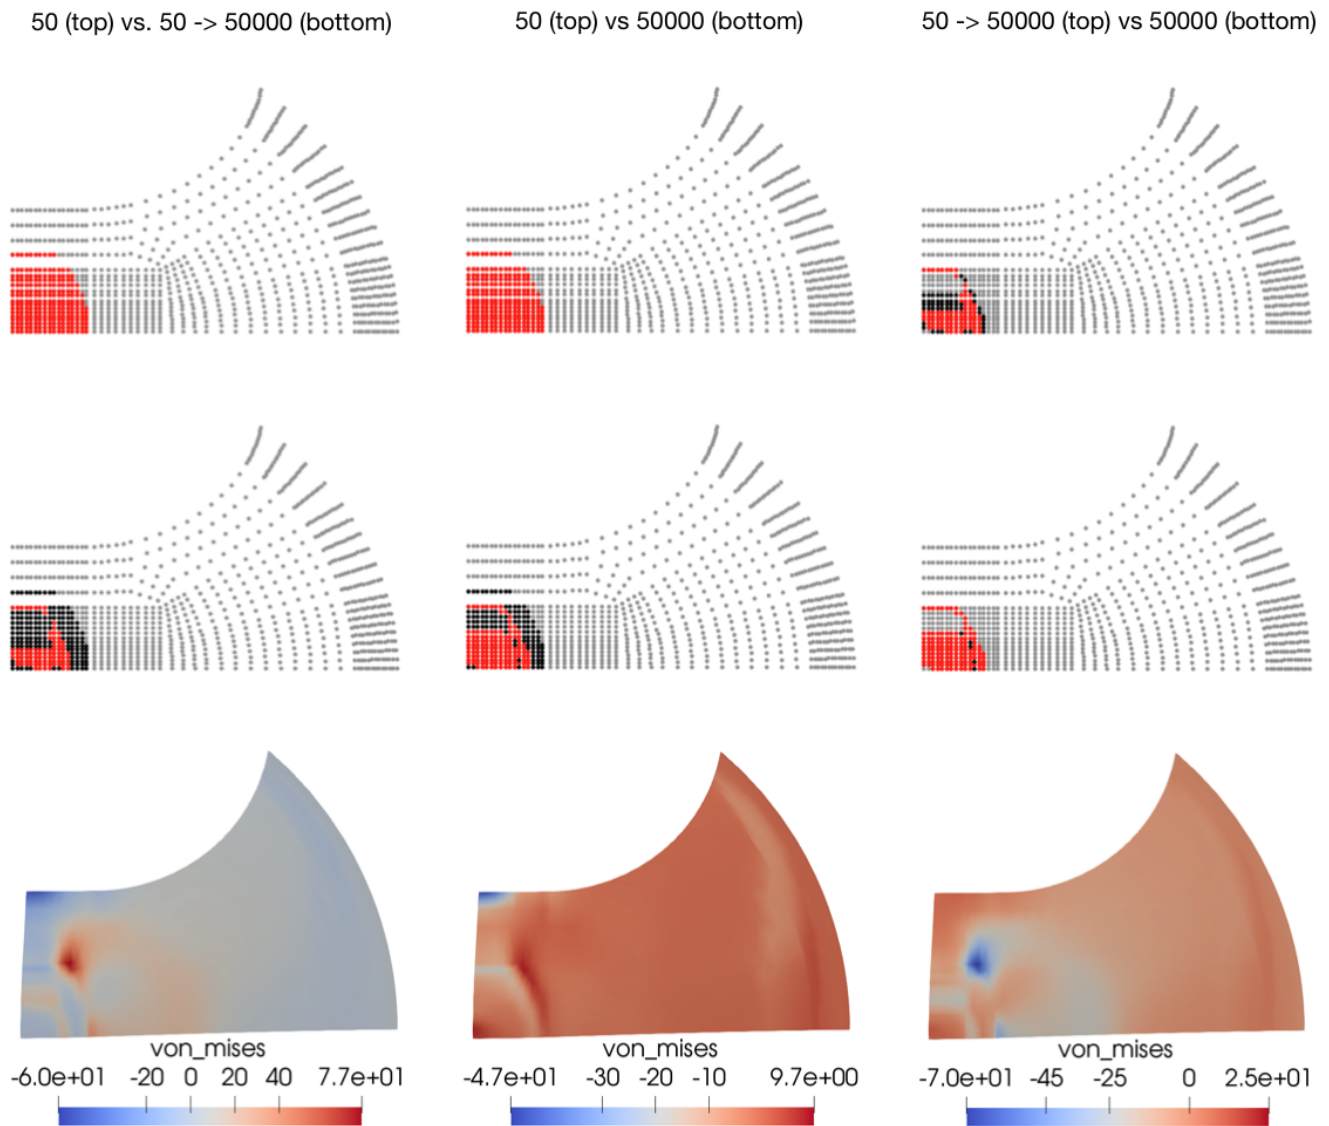 50 (top) vs. 50 -> 50000 (bottom)
50 (top) vs 50000 (bottom)
50 -> 50000 (top) vs 50000 (bottom)
von_mises
-6.0e+01 -20 0 20 40 7.7e+01
von_mises
-4.7e+01 -30 -20 -10 9.7e+00
von_mises
-7.0e+01 -45 -25 0 2.5e+01